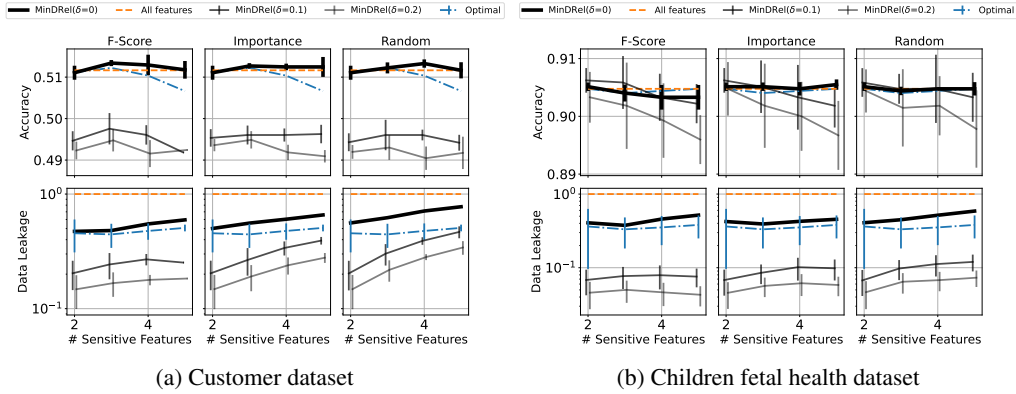 MinDRel(δ=0) All features MinDRel(δ=0.1) MinDRel(δ=0.2) Optimal
F-Score Importance Random
Accuracy
0.51
0.50
0.49
Data Leakage
10⁰
10⁻¹
2 4 2 4 2 4
# Sensitive Features # Sensitive Features # Sensitive Features
(a) Customer dataset
MinDRel(δ=0) All features MinDRel(δ=0.1) MinDRel(δ=0.2) Optimal
F-Score Importance Random
Accuracy
0.91
0.90
0.89
Data Leakage
10⁰
10⁻¹
2 4 2 4 2 4
# Sensitive Features # Sensitive Features # Sensitive Features
(b) Children fetal health dataset